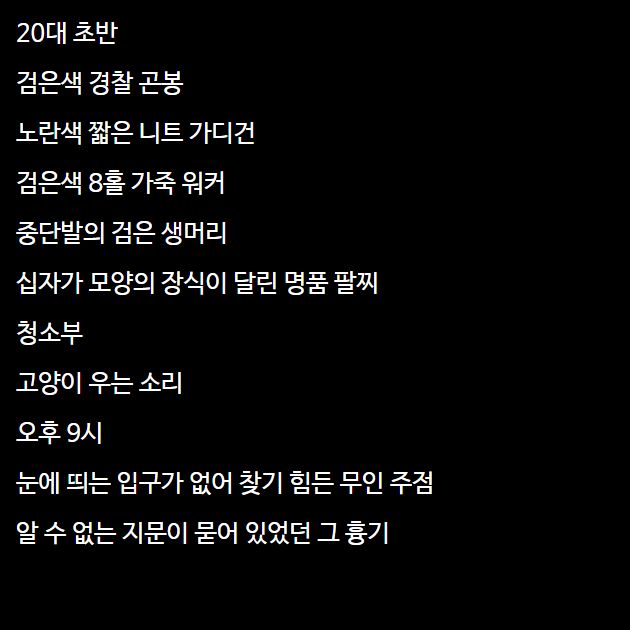 20대 초반
검은색 경찰 곤봉
노란색 짧은 니트 가디건
검은색 8홀 가죽 워커
중단발의 검은 생머리
십자가 모양의 장식이 달린 명품 팔찌
청소부
고양이 우는 소리
오후 9시
눈에 띄는 입구가 없어 찾기 힘든 무인 주점
알 수 없는 지문이 묻어 있었던 그 흉기